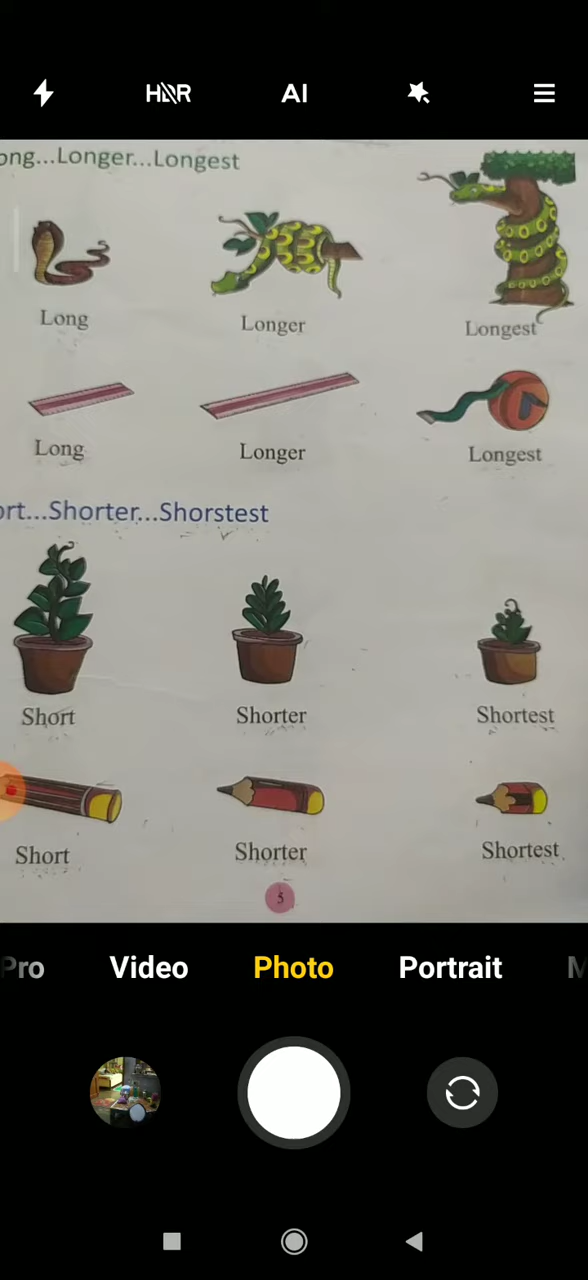 HDR AI
ong...Longer...Longest
Long Longer Longest
Long Longer Longest
ort...Shorter...Shorstest
Short Shorter Shortest
Short Shorter Shortest
5
Pro Video Photo Portrait M